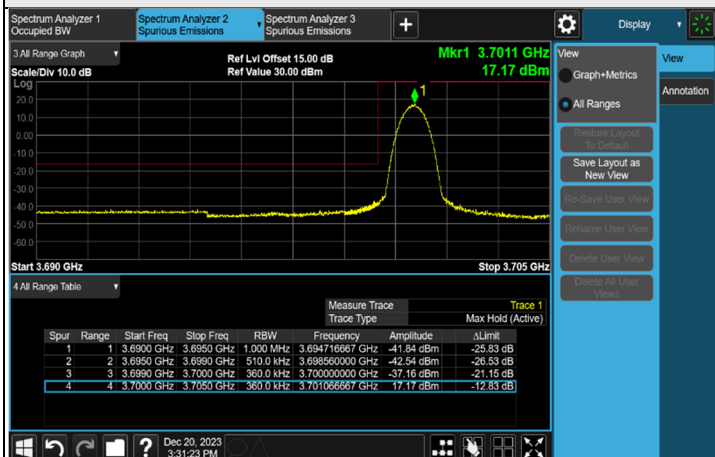 Spectrum Analyzer 1
Occupied BW
Spectrum Analyzer 2
Spurious Emissions
Spectrum Analyzer 3
Spurious Emissions
+
Display
3 All Range Graph
Scale/Div 10.0 dB
Ref Lvl Offset 15.00 dB
Ref Value 30.00 dBm
Mkr1 3.7011 GHz
17.17 dBm
Log
1
20.0
10.0
0.00
-10.0
-20.0
-30.0
-40.0
-50.0
-60.0
Start 3.690 GHz
Stop 3.705 GHz
View
Graph+Metrics
All Ranges
Restore Layout
To Default
Save Layout as
New View
Re-Save User View
Rename User View
Delete User View
Delete All User
Views
View
Annotation
4 All Range Table
Measure Trace Trace 1
Trace Type Max Hold (Active)
Spur Range Start Freq Stop Freq RBW Frequency Amplitude ΔLimit
1 1 3.6900 GHz 3.6950 GHz 1.000 MHz 3.694716667 GHz -41.84 dBm -25.83 dB
2 2 3.6950 GHz 3.6990 GHz 510.0 kHz 3.698560000 GHz -42.54 dBm -26.53 dB
3 3 3.6990 GHz 3.7000 GHz 360.0 kHz 3.700000000 GHz -37.16 dBm -21.15 dB
4 4 3.7000 GHz 3.7050 GHz 360.0 kHz 3.701066667 GHz 17.17 dBm -12.83 dB
?
Dec 20, 2023
3:31:23 PM